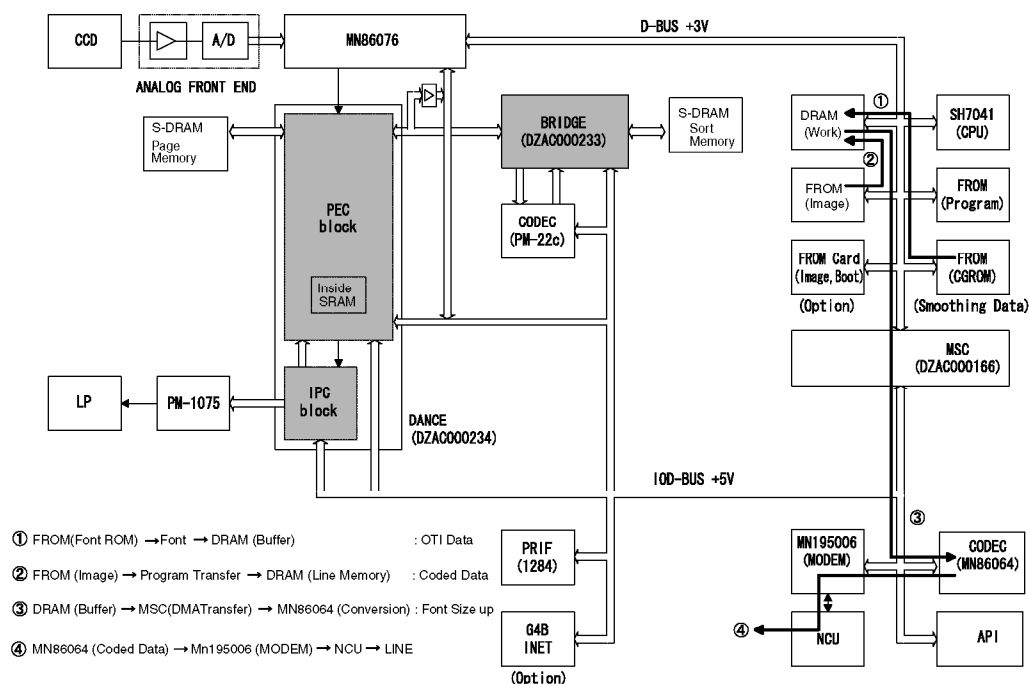 CCD
A/D
MN86076
D-BUS +3V
ANALOG FRONT END
S-DRAM
Page
Memory
BRIDGE
(DZAC000233)
S-DRAM
Sort
Memory
DRAM
(Work)
①
SH7041
(CPU)
②
FROM
(Image)
FROM
(Program)
PEC
block
CODEC
(PM-22c)
FROM Card
(Image,Boot)
FROM
(CGROM)
Inside
SRAM
(Option)
(Smoothing Data)
MSC
(DZAC000166)
LP
PM-1075
IPC
block
DANCE
(DZAC000234)
IOD-BUS +5V
③
① FROM(Font ROM) → Font → DRAM (Buffer) : OTI Data
② FROM (Image) → Program Transfer → DRAM (Line Memory) : Coded Data
③ DRAM (Buffer) → MSC(DMATransfer) → MN86064 (Conversion) : Font Size up
④ MN86064 (Coded Data) → Mn195006 (MODEM) → NCU → LINE
PRIF
(1284)
MN195006
(MODEM)
CODEC
(MN86064)
G4B
INET
(Option)
④
NCU
API